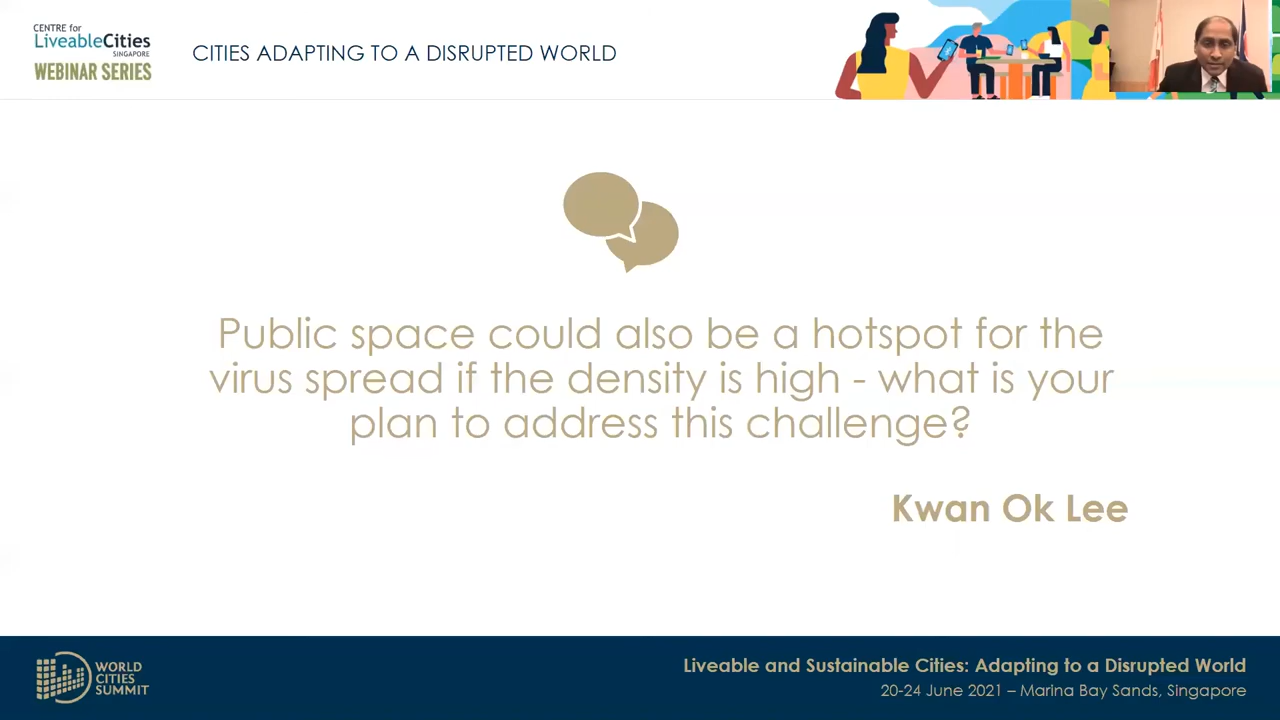 CENTRE for
LiveableCities
SINGAPORE
WEBINAR SERIES
CITIES ADAPTING TO A DISRUPTED WORLD
Public space could also be a hotspot for the
virus spread if the density is high - what is your
plan to address this challenge?
Kwan Ok Lee
WORLD
CITIES
SUMMIT
Liveable and Sustainable Cities: Adapting to a Disrupted World
20-24 June 2021 – Marina Bay Sands, Singapore